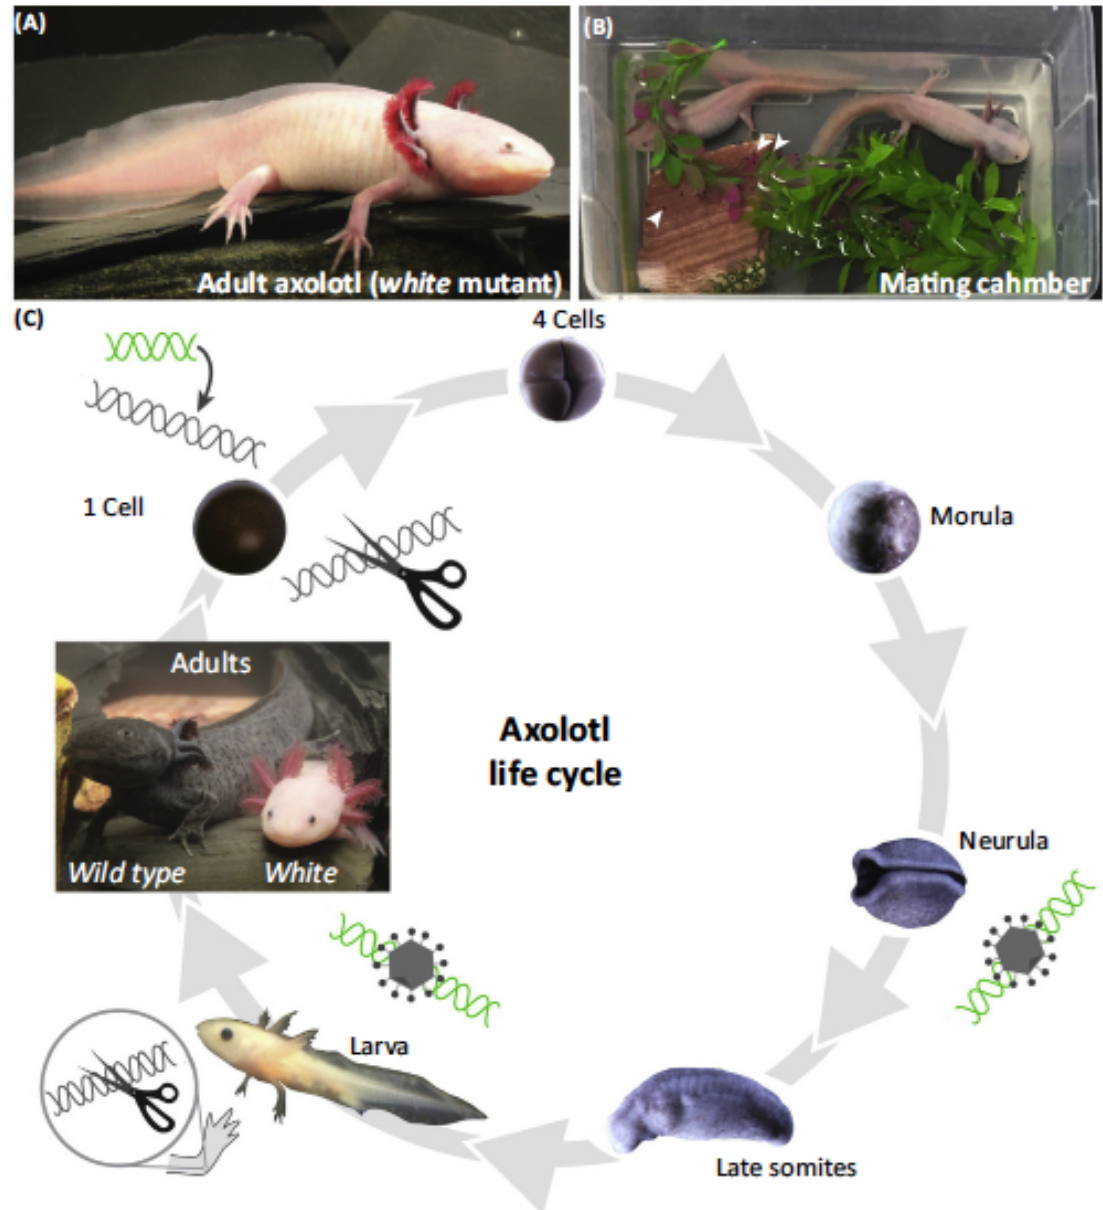 (A)
Adult axolotl (white mutant)
(B)
Mating cahmber
(C)
4 Cells
1 Cell
Morula
Adults
Wild type
White
Axolotl
life cycle
Neurula
Larva
Late somites